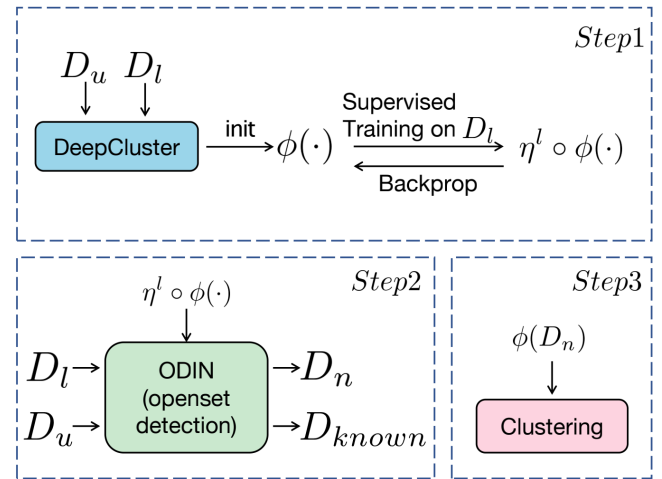 Step1
D_u D_l
DeepCluster
init
ϕ(·)
Supervised
Training on D_l
Backprop
η^l ∘ ϕ(·)
Step2
η^l ∘ ϕ(·)
D_l
D_u
ODIN
(openset
detection)
D_n
D_known
Step3
ϕ(D_n)
Clustering